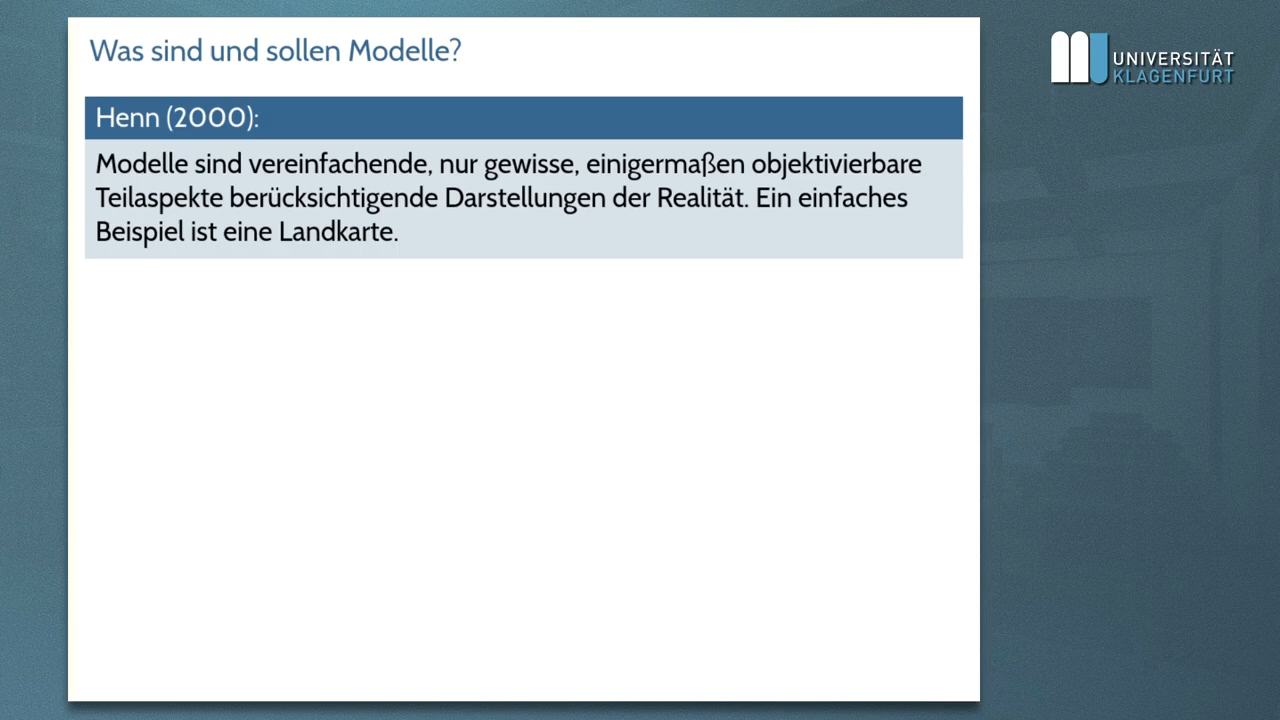 Was sind und sollen Modelle?
UNIVERSITÄT
KLAGENFURT
Henn (2000):
Modelle sind vereinfachende, nur gewisse, einigermaßen objektivierbare
Teilaspekte berücksichtigende Darstellungen der Realität. Ein einfaches
Beispiel ist eine Landkarte.